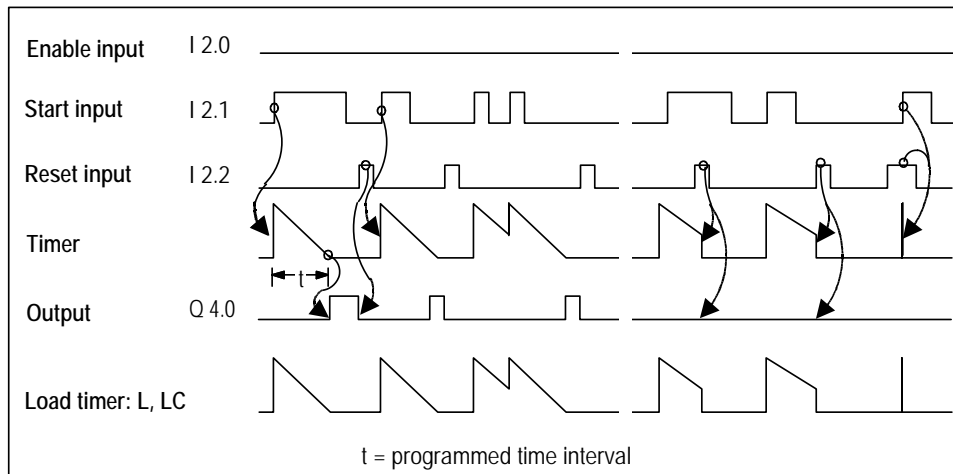 Enable input I 2.0
Start input I 2.1
Reset input I 2.2
Timer
t
Output Q 4.0
Load timer: L, LC
t = programmed time interval